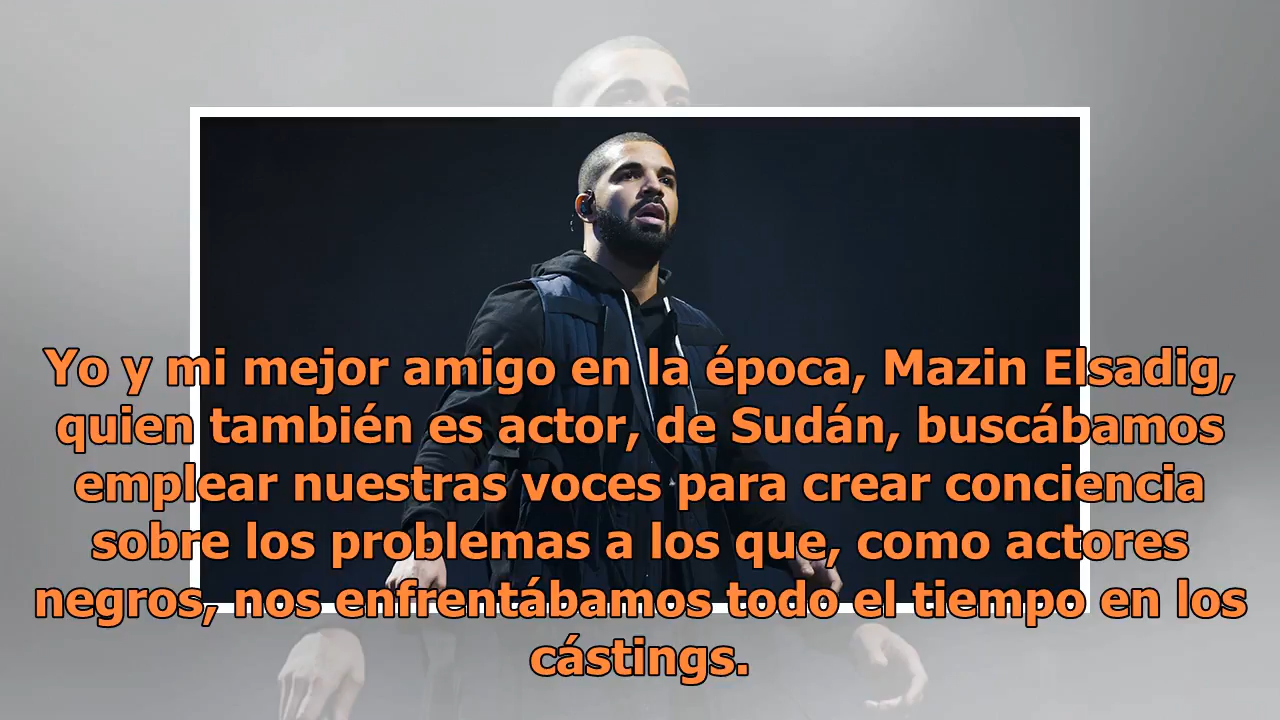 Yo y mi mejor amigo en la época, Mazin Elsadig,
quien también es actor, de Sudán, buscábamos
emplear nuestras voces para crear conciencia
sobre los problemas a los que, como actores
negros, nos enfrentábamos todo el tiempo en los
cástings.